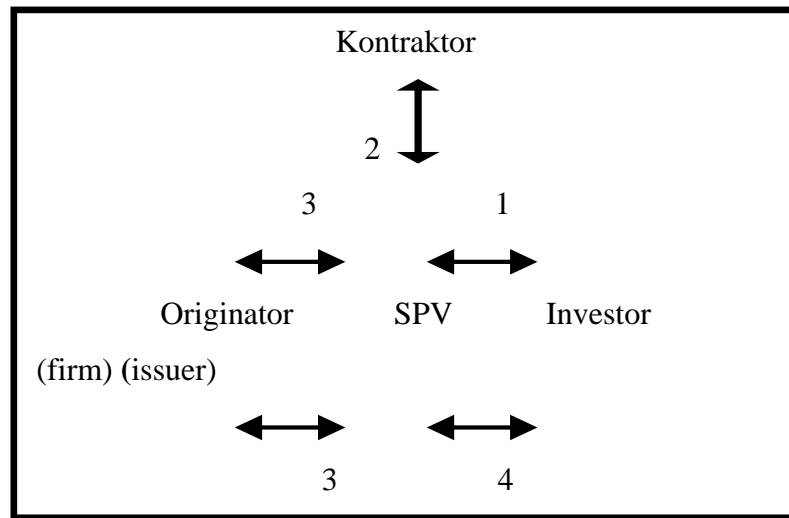 Kontraktor
2
3 1
Originator SPV Investor
(firm) (issuer)
3 4